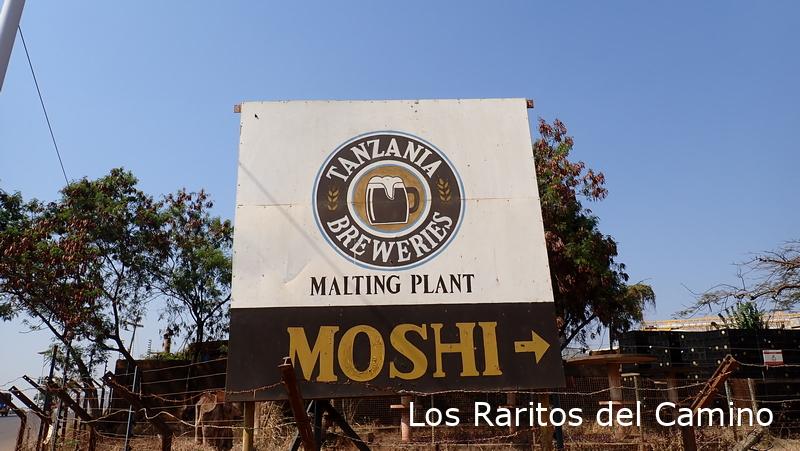 TANZANIA
BREWERIES
MALTING PLANT
MOSHI
Los Raritos del Camino